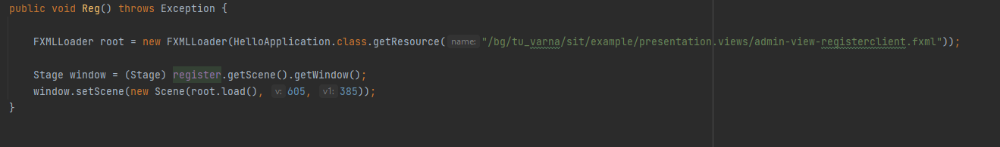 public void Reg() throws Exception {
FXMLLoader root = new FXMLLoader(HelloApplication.class.getResource( name: "/bg/tu_varna/sit/example/presentation.views/admin-view-registerclient.fxml"));
Stage window = (Stage) register.getScene().getWindow();
window.setScene(new Scene(root.load(), v: 605, v1: 385));
}